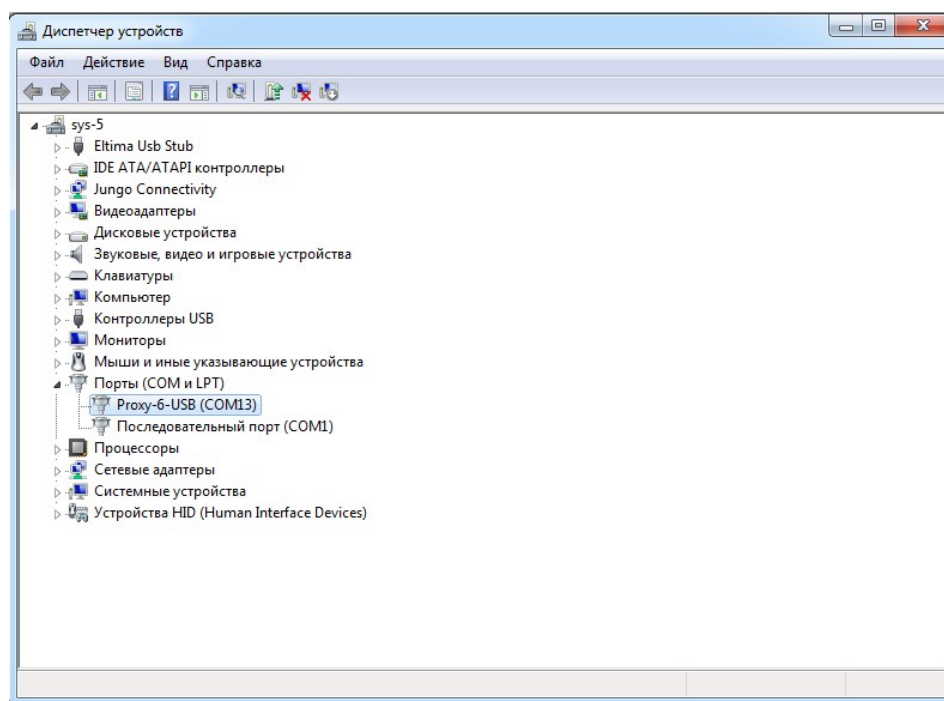 Диспетчер устройств
Файл Действие Вид Справка
sys-5
Eltima Usb Stub
IDE ATA/ATAPI контроллеры
Jungo Connectivity
Видеоадаптеры
Дисковые устройства
Звуковые, видео и игровые устройства
Клавиатуры
Компьютер
Контроллеры USB
Мониторы
Мыши и иные указывающие устройства
Порты (COM и LPT)
Proxy-6-USB (COM13)
Последовательный порт (COM1)
Процессоры
Сетевые адаптеры
Системные устройства
Устройства HID (Human Interface Devices)